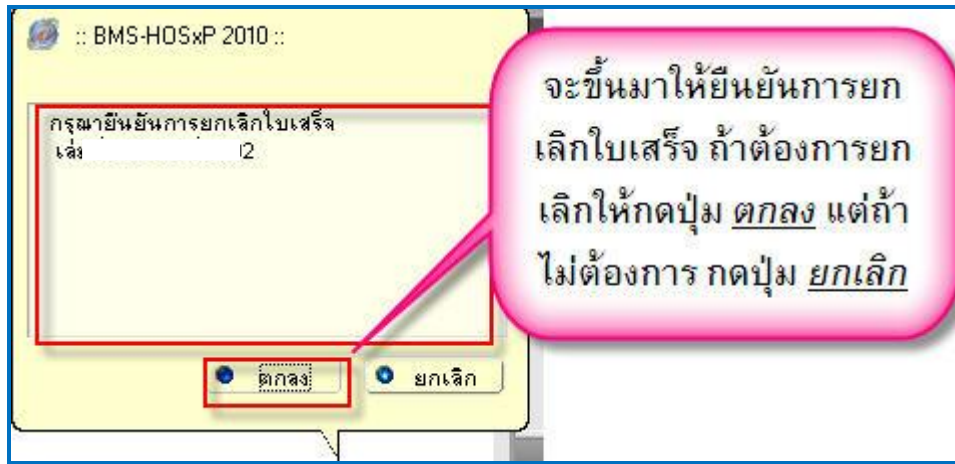 :: BMS-HOSxP 2010 ::
กรุณายืนยันการยกเลิกใบเสร็จ
ตกลง
ยกเลิก
จะขึ้นมาให้ยืนยันการยก
เลิกใบเสร็จ ถ้าต้องการยก
เลิกให้กดปุ่ม ตกลง แต่ถ้า
ไม่ต้องการ กดปุ่ม ยกเลิก